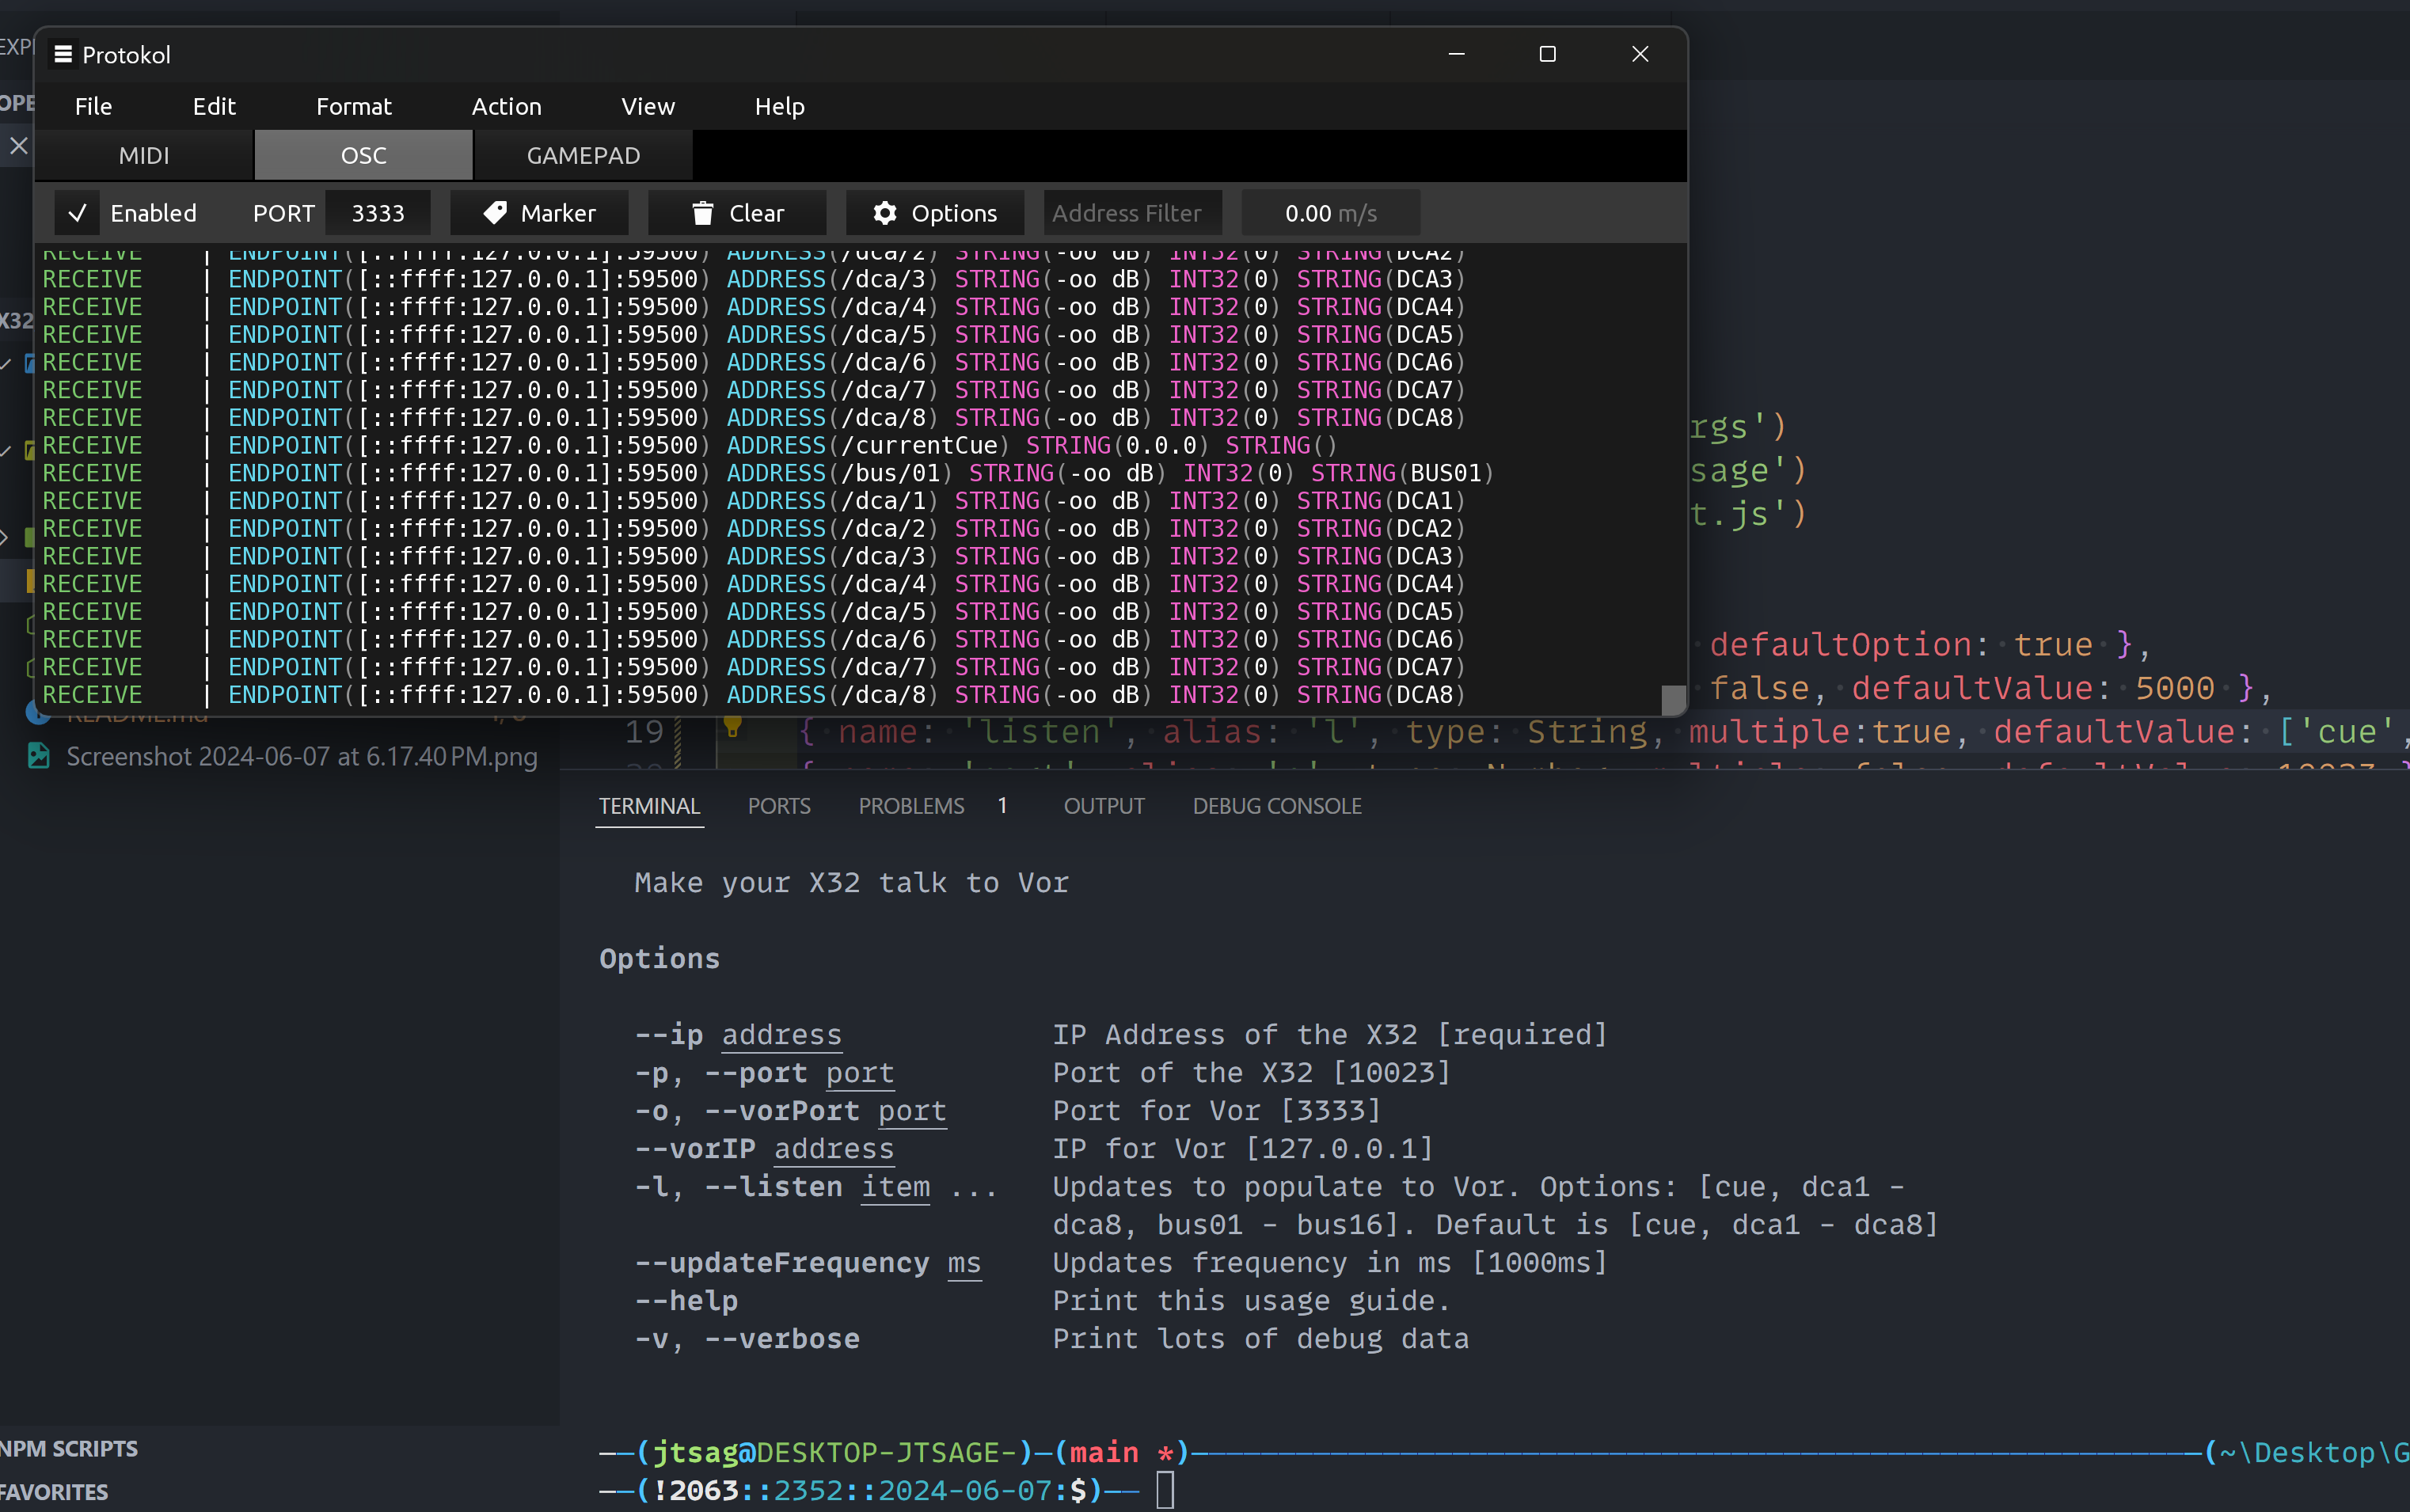 Protokol
File Edit Format Action View Help
MIDI OSC GAMEPAD
Enabled PORT 3333 Marker Clear Options Address Filter 0.00 m/s
RECEIVE | ENDPOINT([::ffff:127.0.0.1]:59500) ADDRESS(/dca/2) STRING(-oo dB) INT32(0) STRING(DCA2)
RECEIVE | ENDPOINT([::ffff:127.0.0.1]:59500) ADDRESS(/dca/3) STRING(-oo dB) INT32(0) STRING(DCA3)
RECEIVE | ENDPOINT([::ffff:127.0.0.1]:59500) ADDRESS(/dca/4) STRING(-oo dB) INT32(0) STRING(DCA4)
RECEIVE | ENDPOINT([::ffff:127.0.0.1]:59500) ADDRESS(/dca/5) STRING(-oo dB) INT32(0) STRING(DCA5)
RECEIVE | ENDPOINT([::ffff:127.0.0.1]:59500) ADDRESS(/dca/6) STRING(-oo dB) INT32(0) STRING(DCA6)
RECEIVE | ENDPOINT([::ffff:127.0.0.1]:59500) ADDRESS(/dca/7) STRING(-oo dB) INT32(0) STRING(DCA7)
RECEIVE | ENDPOINT([::ffff:127.0.0.1]:59500) ADDRESS(/dca/8) STRING(-oo dB) INT32(0) STRING(DCA8)
RECEIVE | ENDPOINT([::ffff:127.0.0.1]:59500) ADDRESS(/currentCue) STRING(0.0.0) STRING()
RECEIVE | ENDPOINT([::ffff:127.0.0.1]:59500) ADDRESS(/bus/01) STRING(-oo dB) INT32(0) STRING(BUS01)
RECEIVE | ENDPOINT([::ffff:127.0.0.1]:59500) ADDRESS(/dca/1) STRING(-oo dB) INT32(0) STRING(DCA1)
RECEIVE | ENDPOINT([::ffff:127.0.0.1]:59500) ADDRESS(/dca/2) STRING(-oo dB) INT32(0) STRING(DCA2)
RECEIVE | ENDPOINT([::ffff:127.0.0.1]:59500) ADDRESS(/dca/3) STRING(-oo dB) INT32(0) STRING(DCA3)
RECEIVE | ENDPOINT([::ffff:127.0.0.1]:59500) ADDRESS(/dca/4) STRING(-oo dB) INT32(0) STRING(DCA4)
RECEIVE | ENDPOINT([::ffff:127.0.0.1]:59500) ADDRESS(/dca/5) STRING(-oo dB) INT32(0) STRING(DCA5)
RECEIVE | ENDPOINT([::ffff:127.0.0.1]:59500) ADDRESS(/dca/6) STRING(-oo dB) INT32(0) STRING(DCA6)
RECEIVE | ENDPOINT([::ffff:127.0.0.1]:59500) ADDRESS(/dca/7) STRING(-oo dB) INT32(0) STRING(DCA7)
RECEIVE | ENDPOINT([::ffff:127.0.0.1]:59500) ADDRESS(/dca/8) STRING(-oo dB) INT32(0) STRING(DCA8)
EXP
OPE
X32
rgs')
sage')
t.js')
defaultOption: true },
false, defaultValue: 5000 },
19 { name: 'listen', alias: 'l', type: String, multiple:true, defaultValue: ['cue',
README.md
Screenshot 2024-06-07 at 6.17.40 PM.png
TERMINAL PORTS PROBLEMS 1 OUTPUT DEBUG CONSOLE
Make your X32 talk to Vor
Options
--ip address IP Address of the X32 [required]
-p, --port port Port of the X32 [10023]
-o, --vorPort port Port for Vor [3333]
--vorIP address IP for Vor [127.0.0.1]
-l, --listen item ... Updates to populate to Vor. Options: [cue, dca1 -
dca8, bus01 - bus16]. Default is [cue, dca1 - dca8]
--updateFrequency ms Updates frequency in ms [1000ms]
--help Print this usage guide.
-v, --verbose Print lots of debug data
——(jtsag@DESKTOP-JTSAGE-)—(main *)—(~\Desktop\G
——(!2063::2352::2024-06-07:$)——
NPM SCRIPTS
FAVORITES